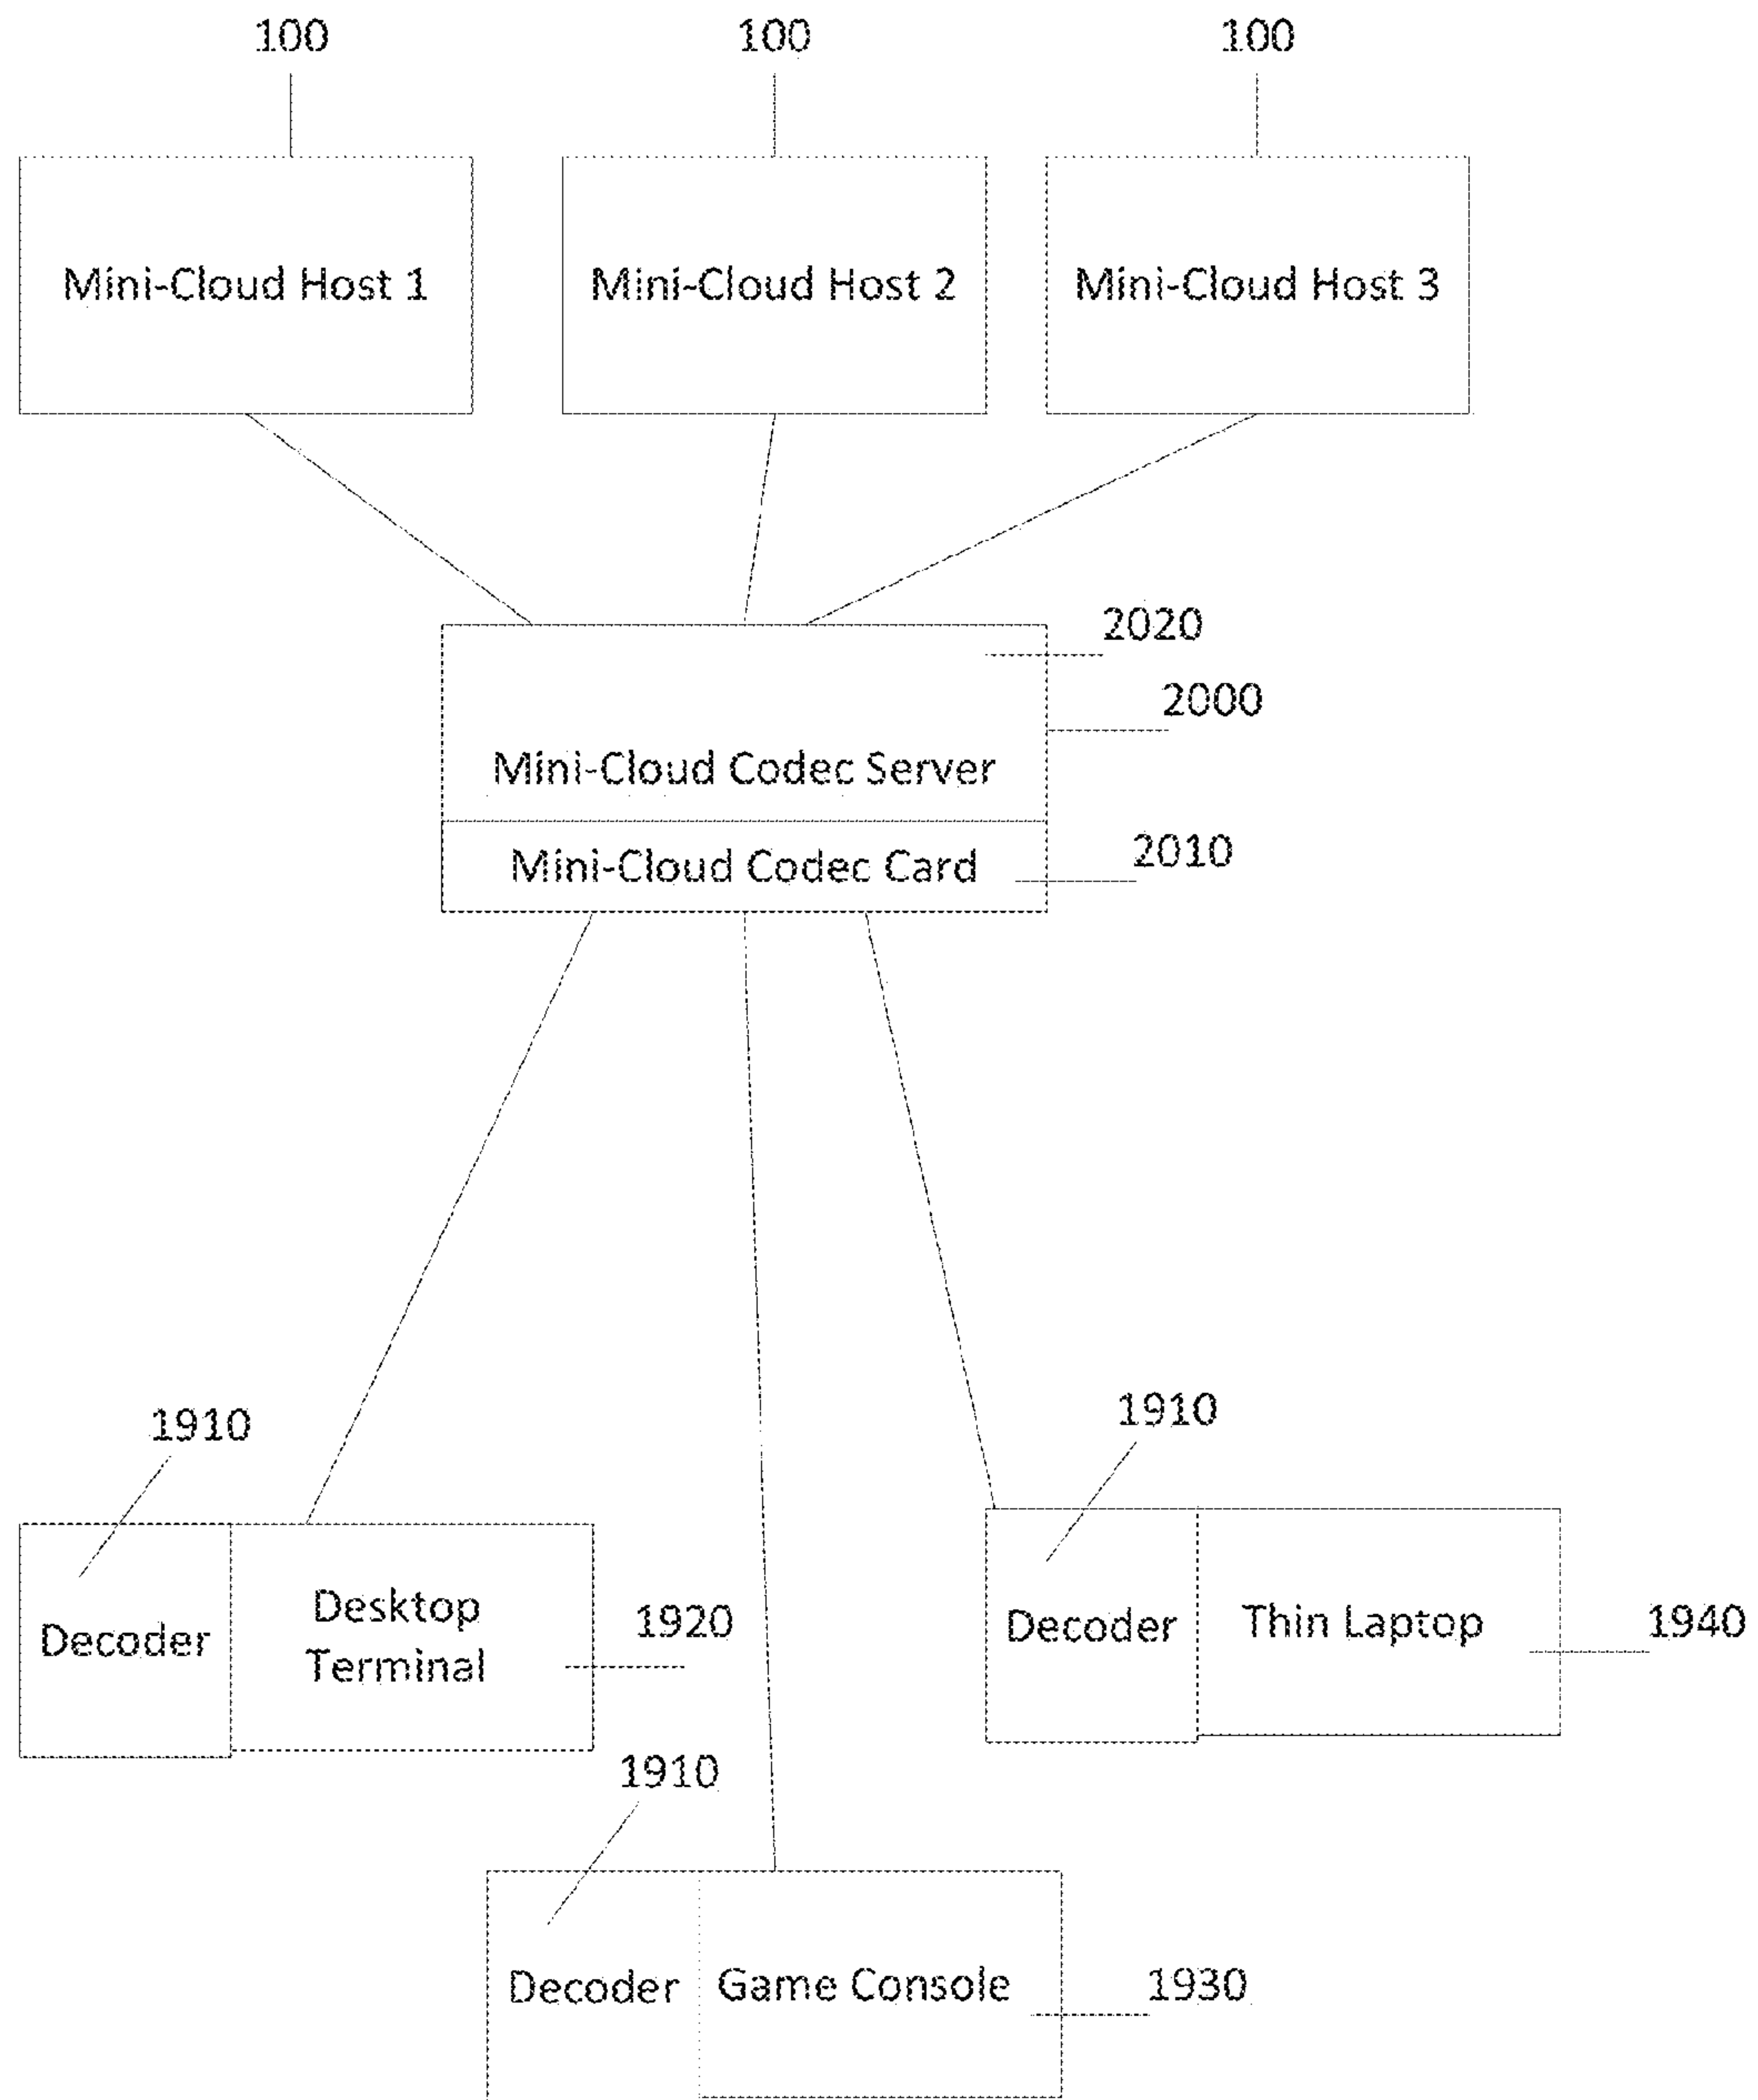 100
100
100
Mini-Cloud Host 1
Mini-Cloud Host 2
Mini-Cloud Host 3
2020
2000
Mini-Cloud Codec Server
2010
Mini-Cloud Codec Card
1910
1910
Decoder
Desktop
Terminal
1920
Decoder
Thin Laptop
1940
1910
Decoder
Game Console
1930